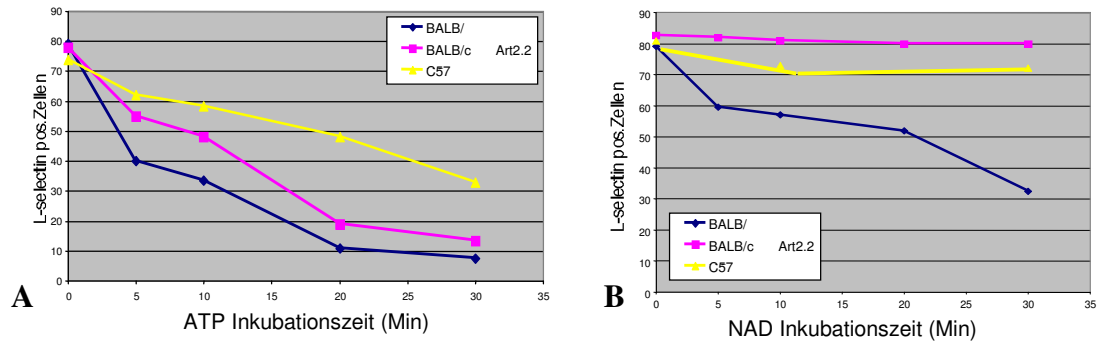 A
L-selectin pos.Zellen
90
80
70
60
50
40
30
20
10
0
0 5 10 15 20 25 30 35
ATP Inkubationszeit (Min)
BALB/
BALB/c Art2.2
C57
B
L-selectin pos.Zellen
90
80
70
60
50
40
30
20
10
0
0 5 10 15 20 25 30 35
NAD Inkubationszeit (Min)
BALB/
BALB/c Art2.2
C57